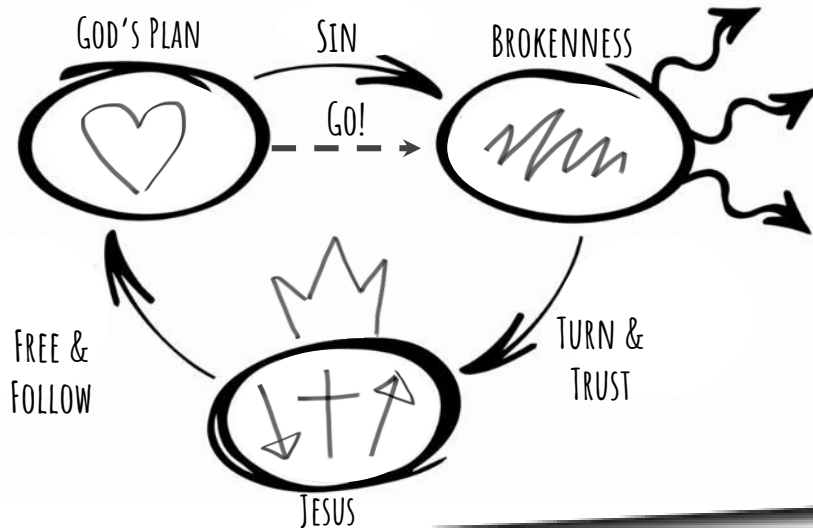 God's Plan
Sin
Brokenness
Go!
Free &
Follow
Turn &
Trust
Jesus